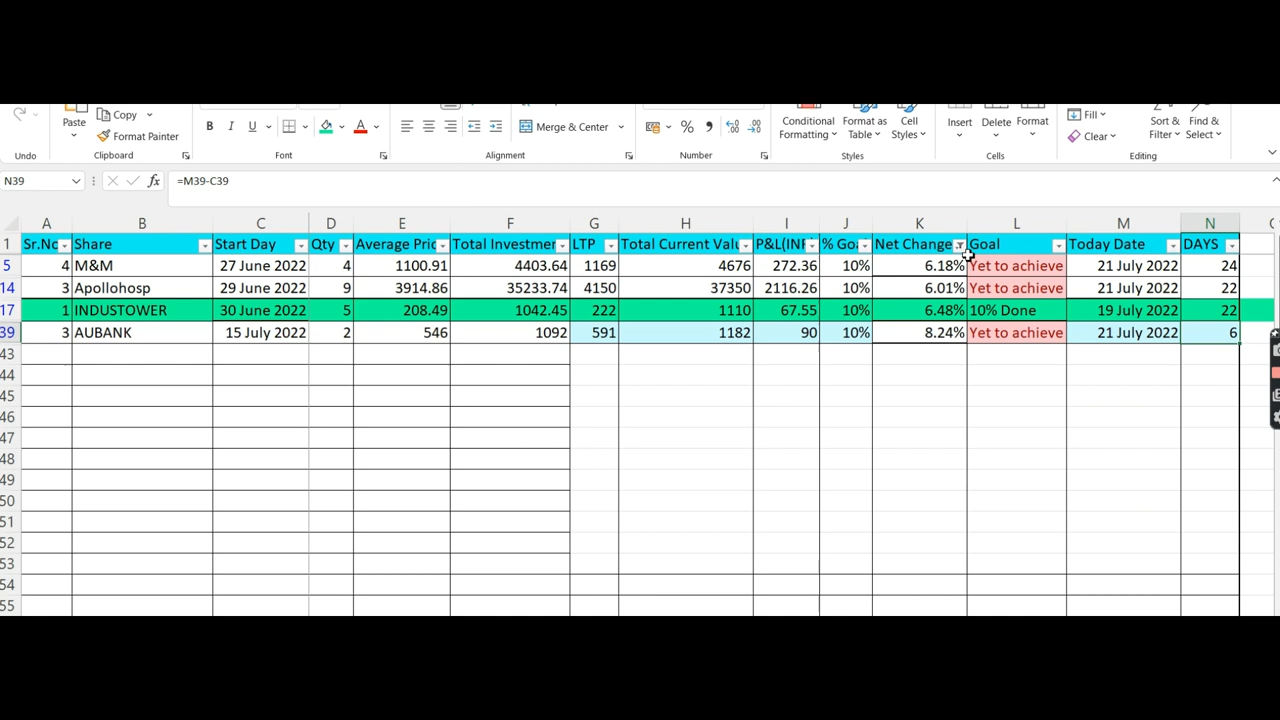 Copy
Fill
Paste
Format Painter
B I U A
Merge & Center
%
Conditional Formatting
Format as Table
Cell Styles
Insert Delete Format
Clear
Sort & Filter
Find & Select
Undo Clipboard Font Alignment Number Styles Cells Editing
N39 fx =M39-C39
A B C D E F G H I J K L M N
1 Sr.No Share Start Day Qty Average Pric Total Investmer LTP Total Current Valu P&L(INF % Goa Net Change Goal Today Date DAYS
5 4 M&M 27 June 2022 4 1100.91 4403.64 1169 4676 272.36 10% 6.18% Yet to achieve 21 July 2022 24
14 3 Apollohosp 29 June 2022 9 3914.86 35233.74 4150 37350 2116.26 10% 6.01% Yet to achieve 21 July 2022 22
17 1 INDUSTOWER 30 June 2022 5 208.49 1042.45 222 1110 67.55 10% 6.48% 10% Done 19 July 2022 22
39 3 AUBANK 15 July 2022 2 546 1092 591 1182 90 10% 8.24% Yet to achieve 21 July 2022 6
43
44
45
46
47
48
49
50
51
52
53
54
55